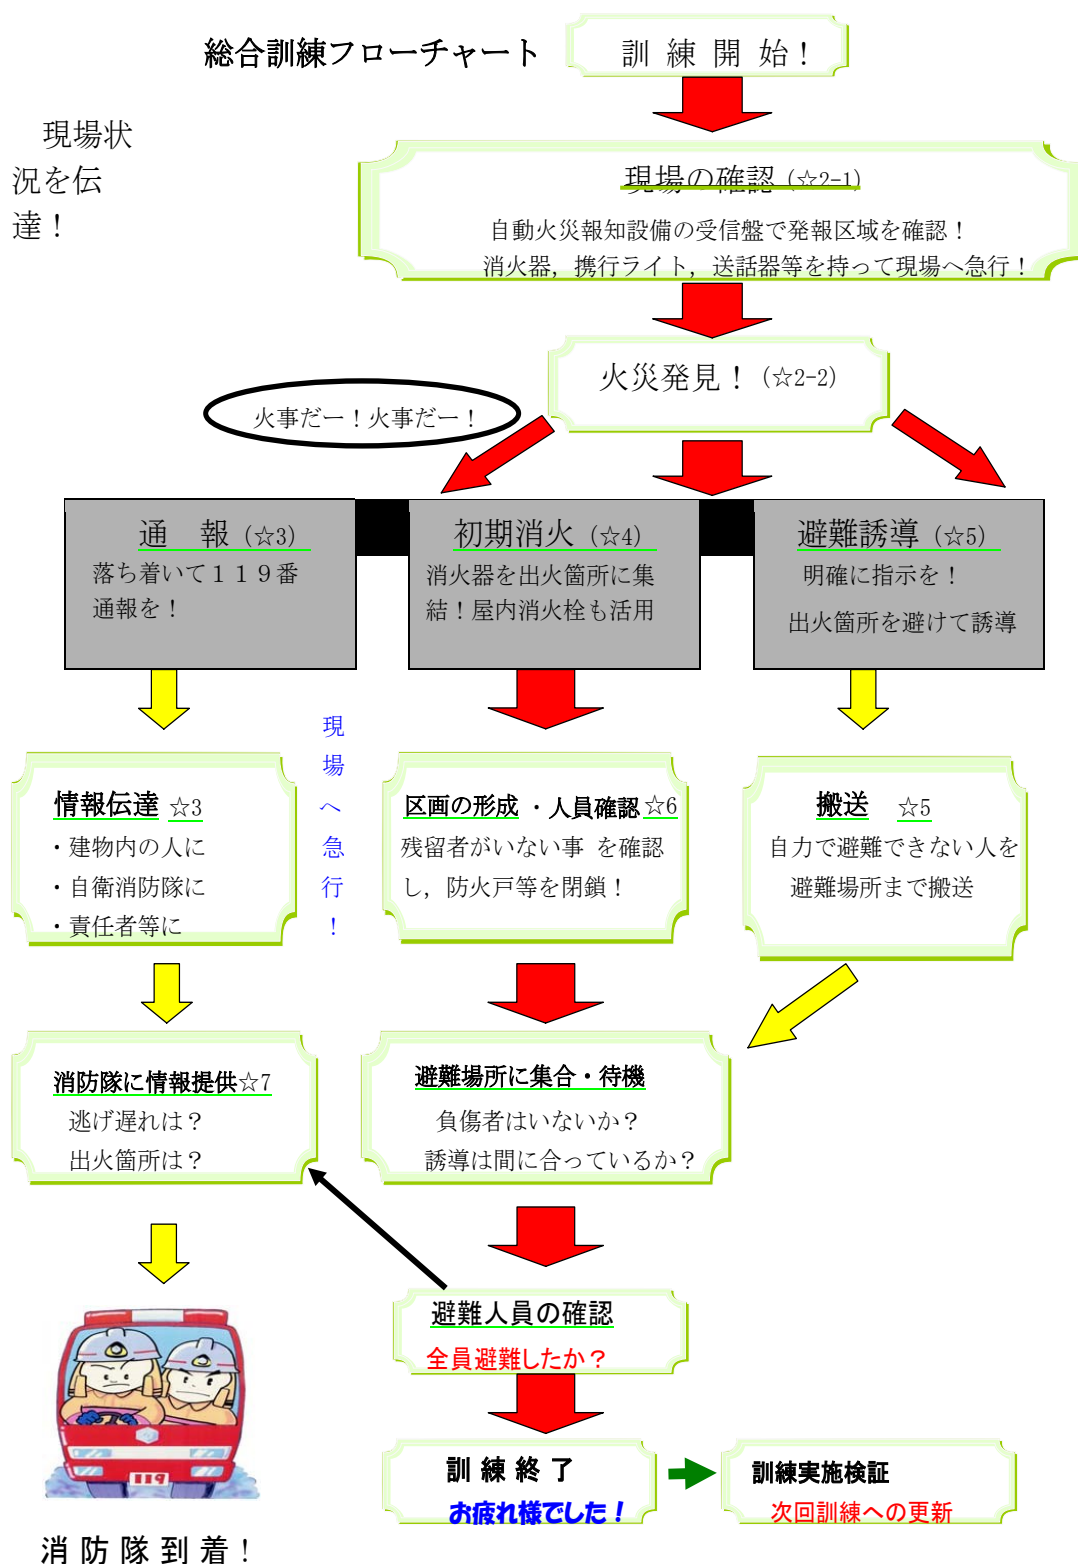 総合訓練フローチャート
訓 練 開 始！
現場状
況を伝
達！
現場の確認（☆2-1)
自動火災報知設備の受信盤で発報区域を確認！
消火器，携行ライト，送話器等を持って現場へ急行！
火災発見！（☆2-2）
火事だー！火事だー！
通　報（☆3）
落ち着いて１１９番
通報を！
初期消火（☆4）
消火器を出火箇所に集
結！屋内消火栓も活用
避難誘導（☆5）
明確に指示を！
出火箇所を避けて誘導
現場へ急行！
情報伝達 ☆3
・建物内の人に
・自衛消防隊に
・責任者等に
区画の形成 ・人員確認☆6
残留者がいない事 を確認
し，防火戸等を閉鎖！
搬送 ☆5
自力で避難できない人を
避難場所まで搬送
消防隊に情報提供☆7
逃げ遅れは？
出火箇所は？
避難場所に集合・待機
負傷者はいないか？
誘導は間に合っているか？
避難人員の確認
全員避難したか？
訓 練 終 了
お疲れ様でした！
訓練実施検証
次回訓練への更新
119
消 防 隊 到 着！